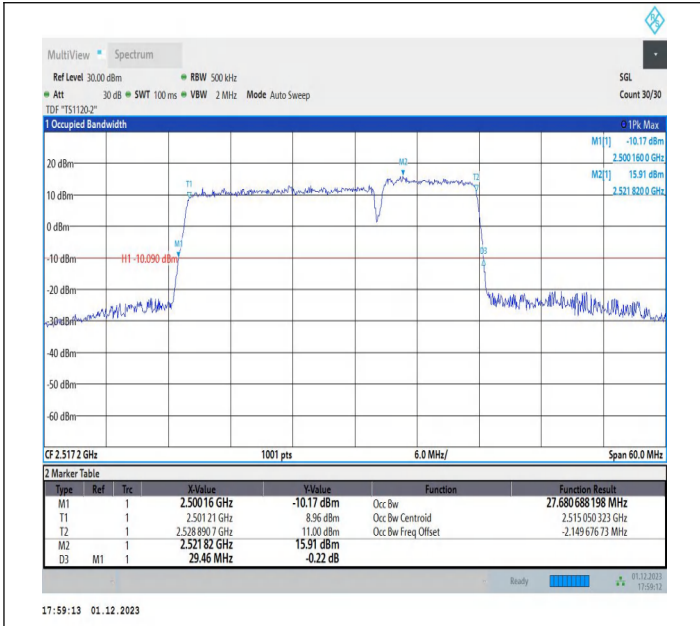 MultiView Spectrum
Ref Level 30.00 dBm RBW 500 kHz SGL
Att 30 dB SWT 100 ms VBW 2 MHz Mode Auto Sweep Count 30/30
TDF "TS1120-2"
1 Occupied Bandwidth 1Pk Max
M1[1] -10.17 dBm
2.500 160 0 GHz
M2[1] 15.91 dBm
2.521 820 0 GHz
20 dBm
M2
T1
T2
10 dBm
0 dBm
M1
D3
-10 dBm H1 -10.090 dBm
-20 dBm
-30 dBm
-40 dBm
-50 dBm
-60 dBm
CF 2.517 2 GHz 1001 pts 6.0 MHz/ Span 60.0 MHz
2 Marker Table
Type Ref Trc X-Value Y-Value Function Function Result
M1 1 2.500 16 GHz -10.17 dBm Occ Bw 27.680 688 198 MHz
T1 1 2.501 21 GHz 8.96 dBm Occ Bw Centroid 2.515 050 323 GHz
T2 1 2.528 890 7 GHz 11.00 dBm Occ Bw Freq Offset -2.149 676 73 MHz
M2 1 2.521 82 GHz 15.91 dBm
D3 M1 1 29.46 MHz -0.22 dB
Ready 01.12.2023
17:59:12
17:59:13 01.12.2023